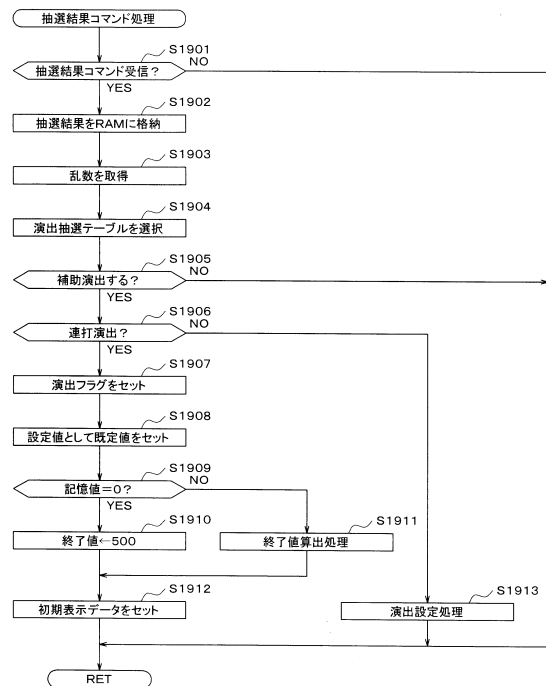 抽選結果コマンド処理
S1901
抽選結果コマンド受信？
NO
YES
S1902
抽選結果をRAMに格納
S1903
乱数を取得
S1904
演出抽選テーブルを選択
S1905
補助演出する？
NO
YES
S1906
連打演出？
NO
YES
S1907
演出フラグをセット
S1908
設定値として既定値をセット
S1909
記憶値＝0？
NO
YES
S1910
終了値←500
S1911
終了値算出処理
S1912
初期表示データをセット
S1913
演出設定処理
RET